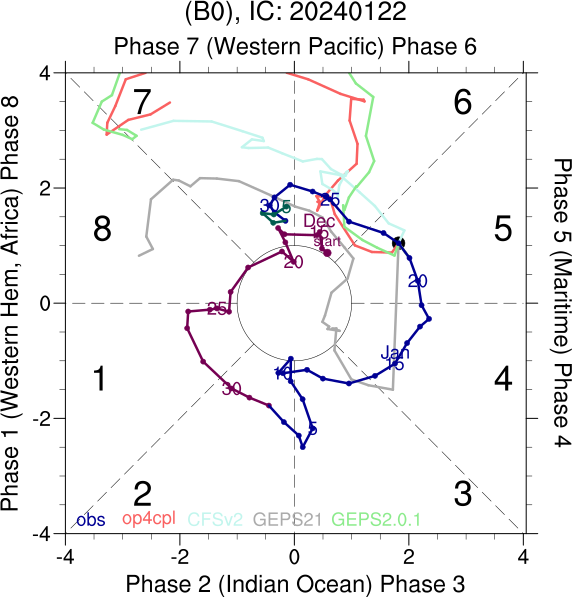 (B0), IC: 20240122
Phase 7 (Western Pacific) Phase 6
4
7
6
Phase 1 (Western Hem, Africa) Phase 8
2
305
25
Dec
15
start
8
5
20
25
20
0
Phase 5 (Maritime) Phase 4
Jan
15
10
1
4
30
-2
5
2
3
obs
op4cpl
CFSv2
GEPS21
GEPS2.0.1
-4
-4
-2
0
2
4
Phase 2 (Indian Ocean) Phase 3